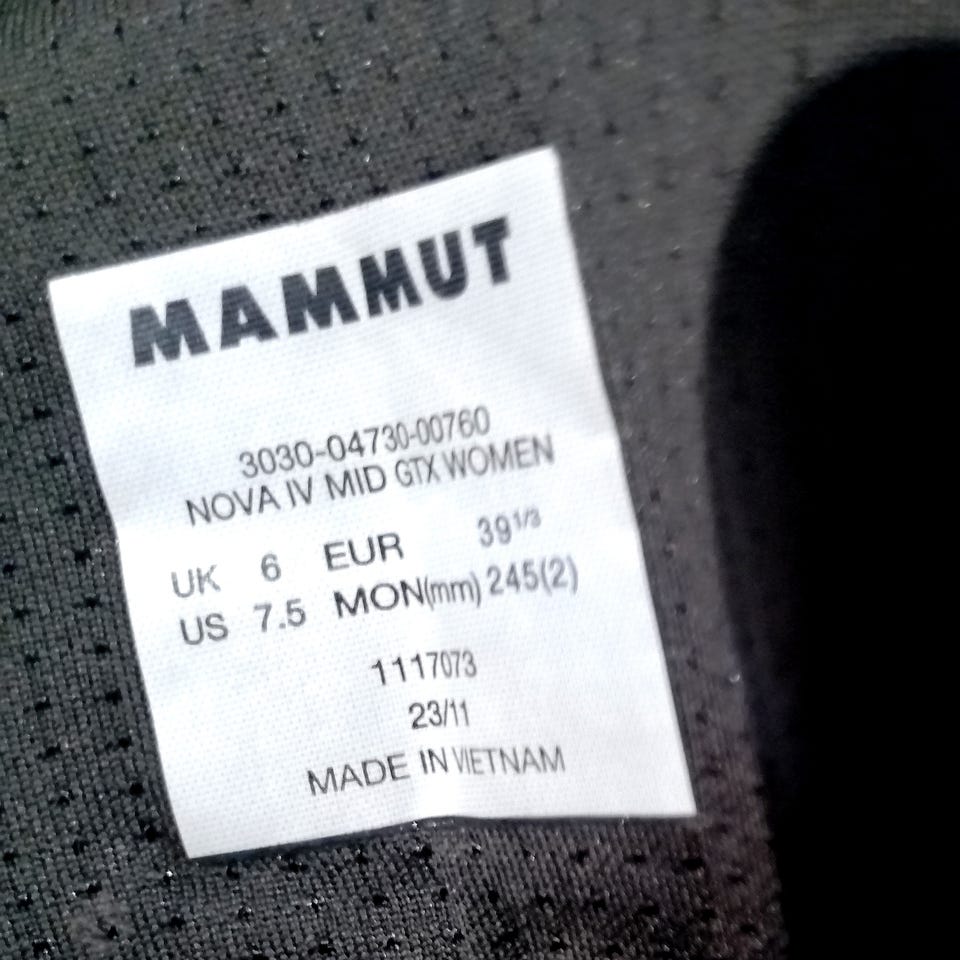 MAMMUT
3030-04730-00760
NOVA IV MID GTX WOMEN
UK 6 EUR 39 1/3
US 7.5 MON(mm) 245(2)
1117073
23/11
MADE IN VIETNAM